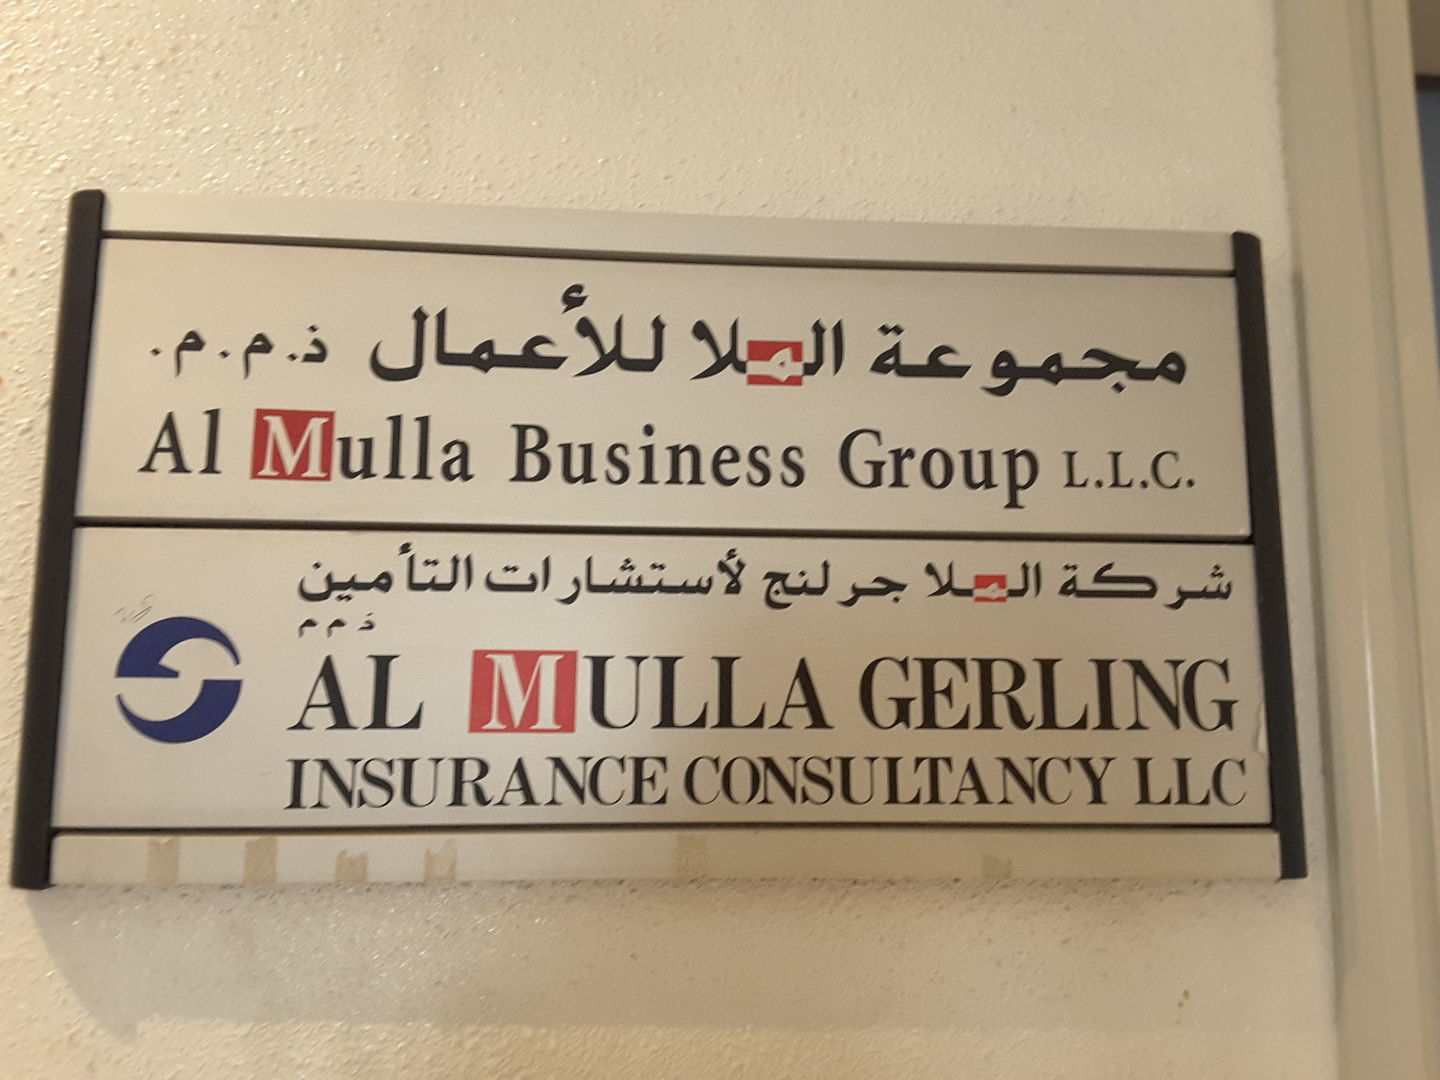 مجموعة الملا للأعمال ذ.م.م.
Al Mulla Business Group L.L.C.
شركة الملا جرلنج لأستشارات التأمين
ذ م م
AL MULLA GERLING
INSURANCE CONSULTANCY LLC